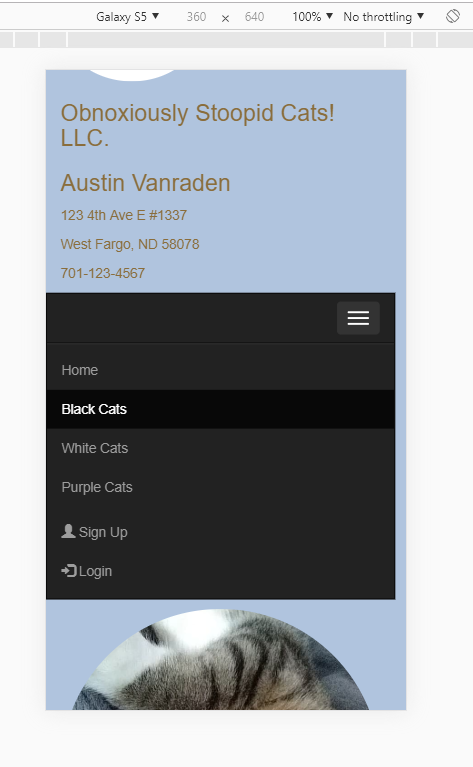 Galaxy S5 ▼ 360 × 640 100% ▼ No throttling ▼
Obnoxiously Stoopid Cats!
LLC.
Austin Vanraden
123 4th Ave E #1337
West Fargo, ND 58078
701-123-4567
Home
Black Cats
White Cats
Purple Cats
Sign Up
Login